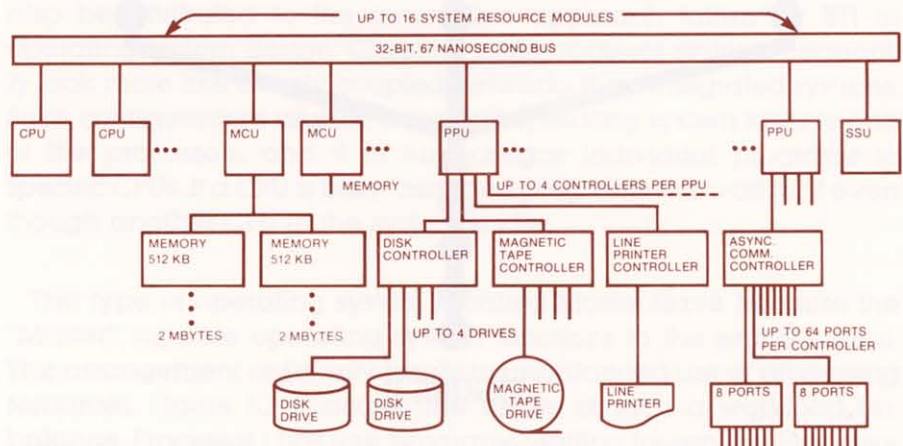 UP TO 16 SYSTEM RESOURCE MODULES
32-BIT, 67 NANOSECOND BUS
CPU
CPU
MCU
MCU
PPU
PPU
SSU
MEMORY
UP TO 4 CONTROLLERS PER PPU
MEMORY
512 KB
MEMORY
512 KB
DISK
CONTROLLER
MAGNETIC
TAPE
CONTROLLER
LINE
PRINTER
CONTROLLER
ASYNC.
COMM.
CONTROLLER
2 MBYTES
2 MBYTES
UP TO 4 DRIVES
UP TO 64 PORTS
PER CONTROLLER
DISK
DRIVE
DISK
DRIVE
MAGNETIC
TAPE
DRIVE
LINE
PRINTER
8 PORTS
8 PORTS